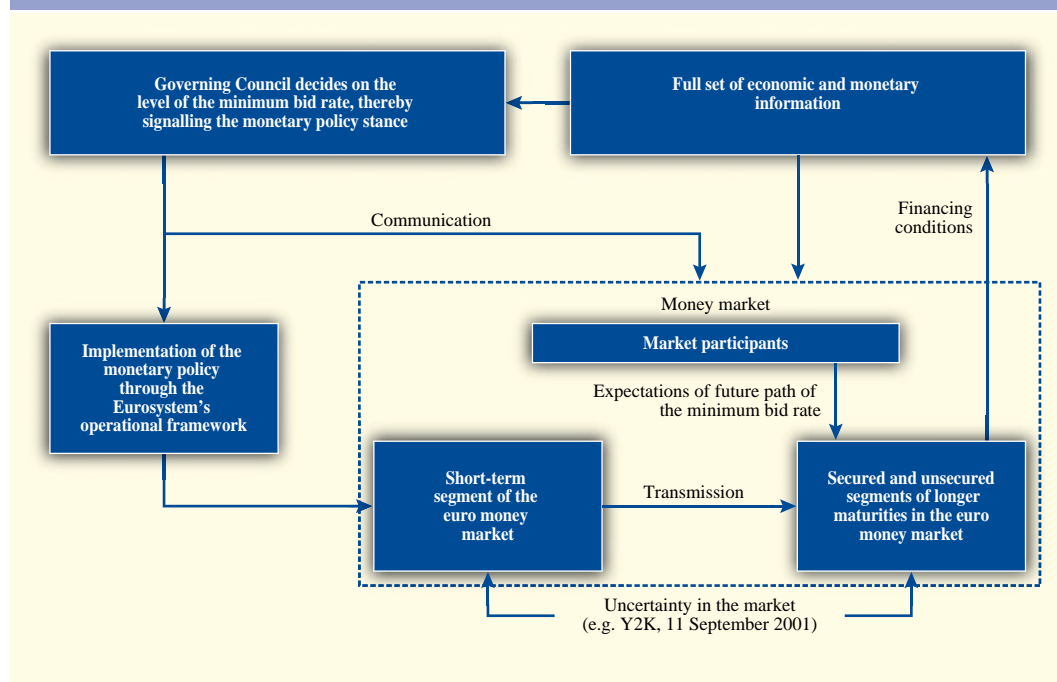 Governing Council decides on the
level of the minimum bid rate, thereby
signalling the monetary policy stance
Full set of economic and monetary
information
Communication
Financing
conditions
Money market
Market participants
Implementation of the
monetary policy
through the
Eurosystem’s
operational framework
Expectations of future path of
the minimum bid rate
Short-term
segment of the
euro money
market
Transmission
Secured and unsecured
segments of longer
maturities in the euro
money market
Uncertainty in the market
(e.g. Y2K, 11 September 2001)